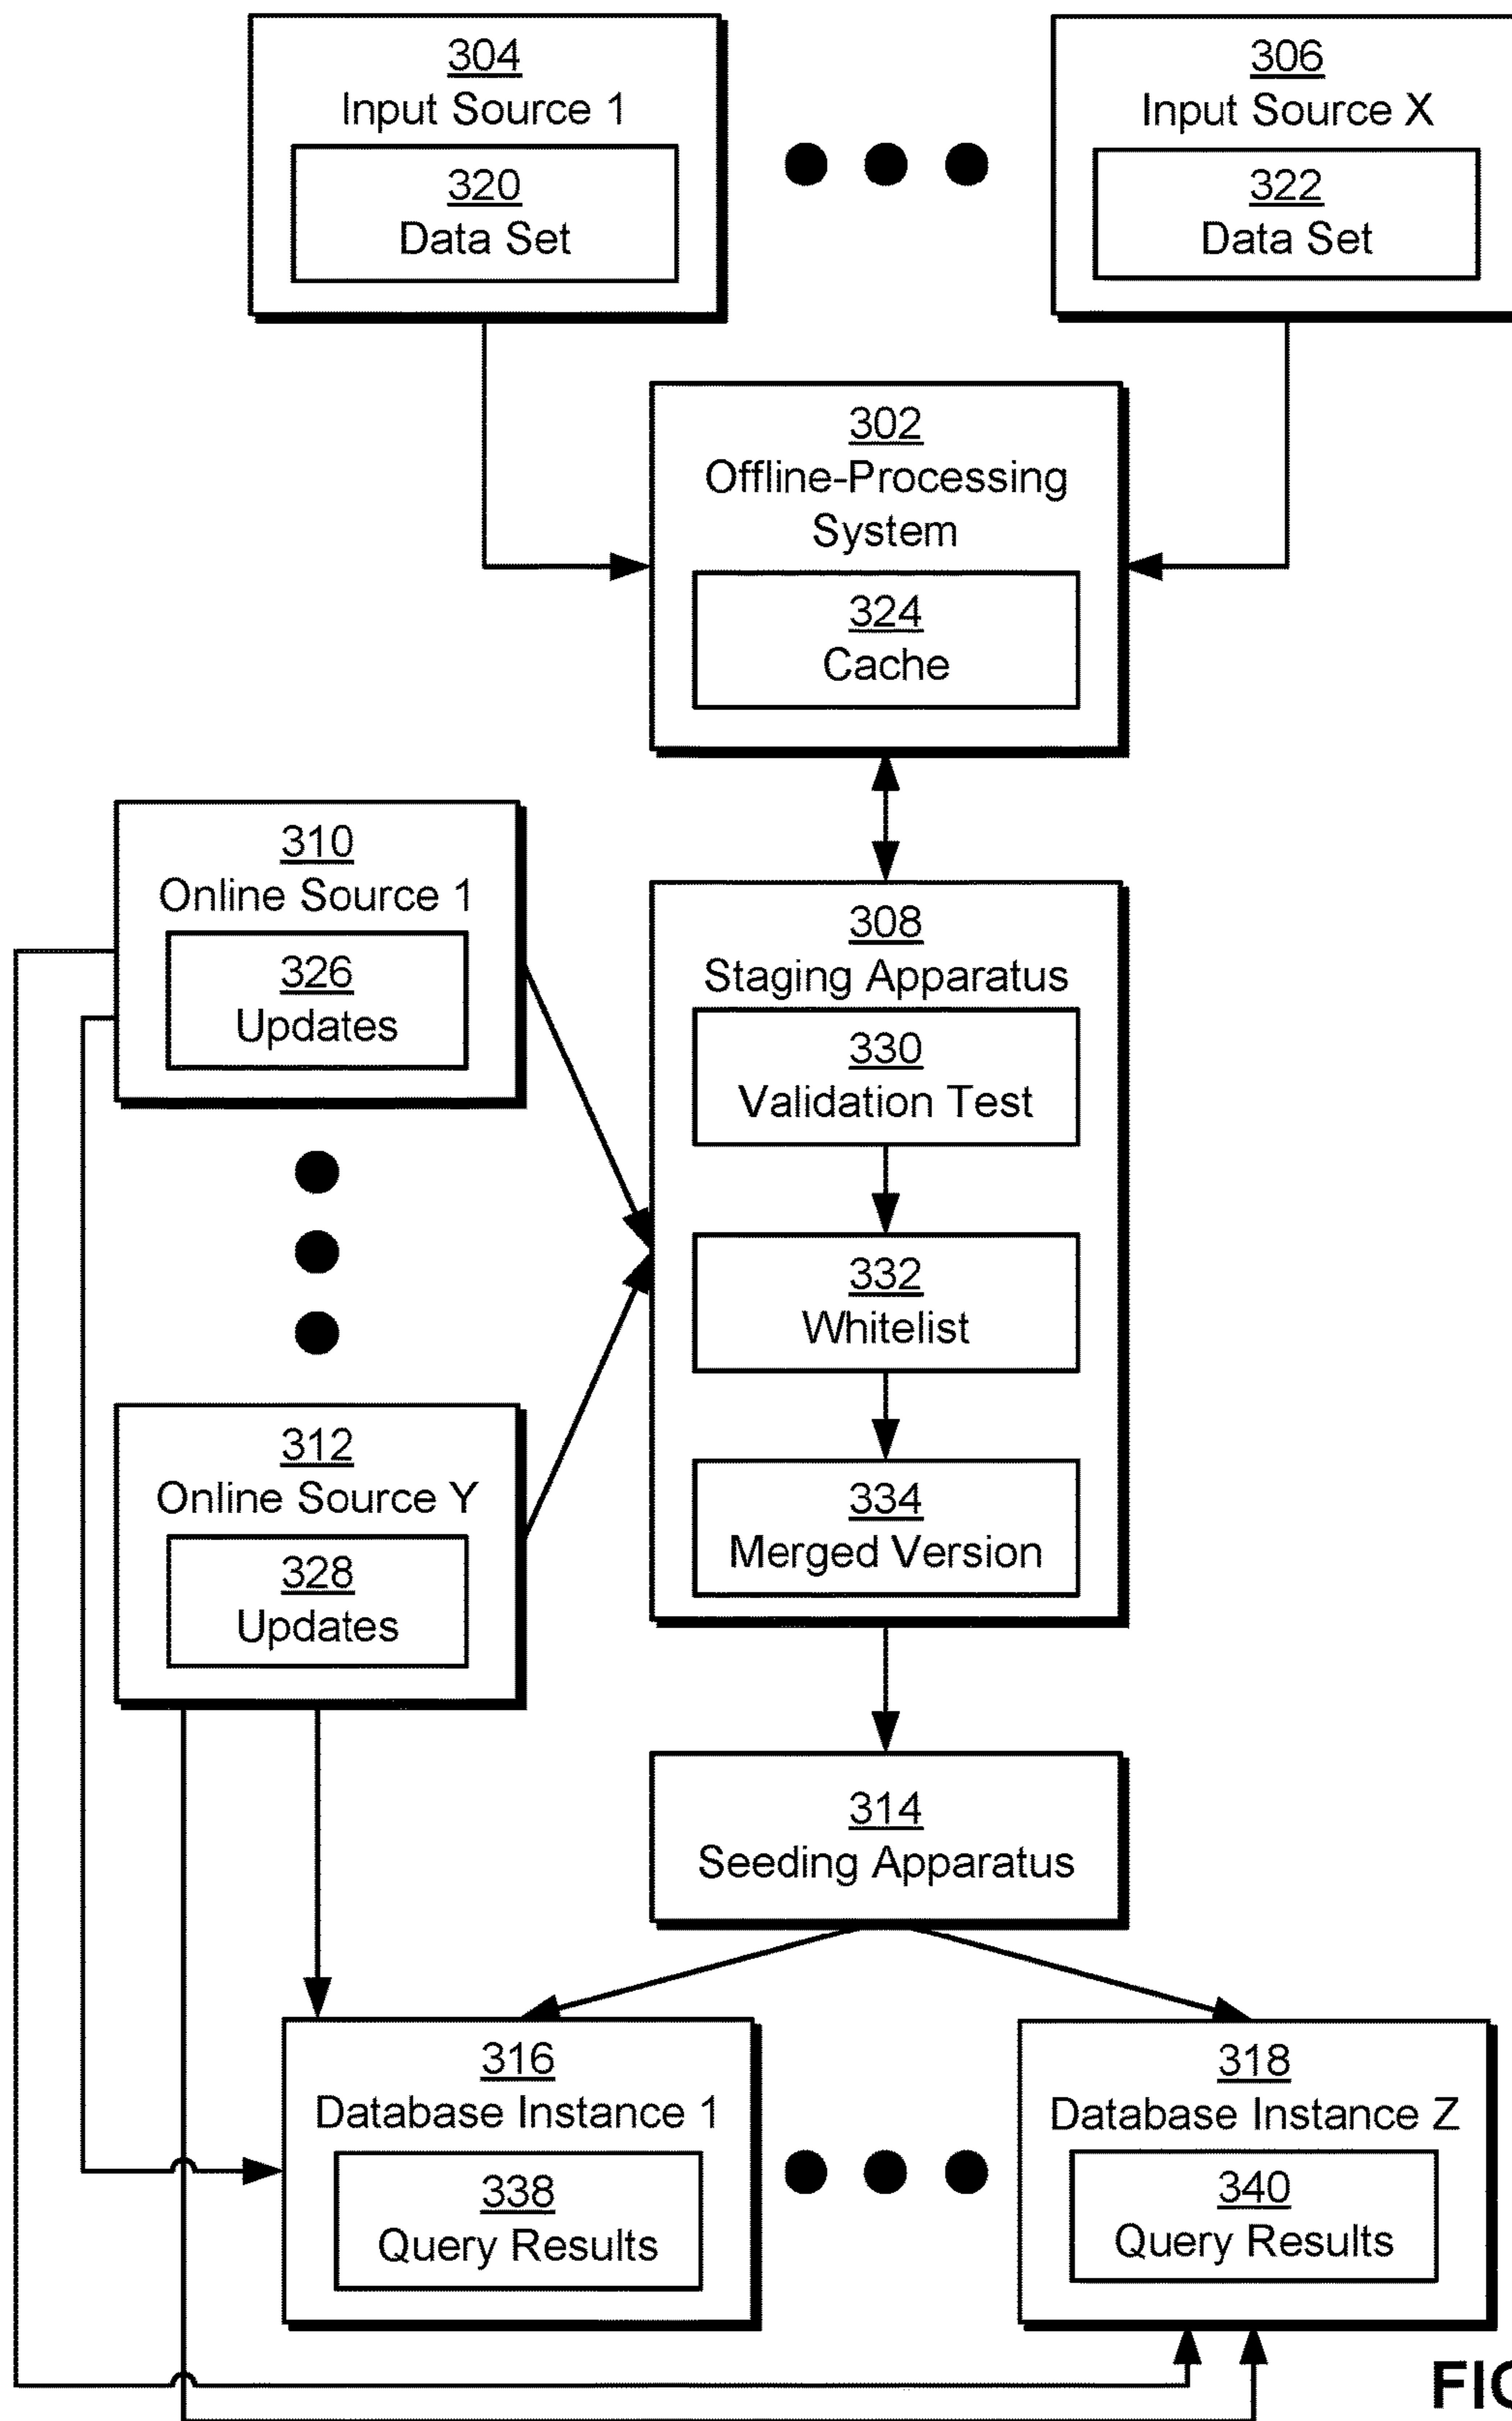 304
Input Source 1
320
Data Set
306
Input Source X
322
Data Set
302
Offline-Processing
System
324
Cache
310
Online Source 1
326
Updates
308
Staging Apparatus
330
Validation Test
332
Whitelist
334
Merged Version
312
Online Source Y
328
Updates
314
Seeding Apparatus
316
Database Instance 1
338
Query Results
318
Database Instance Z
340
Query Results